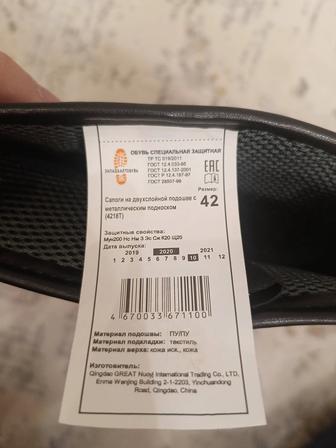 ОБУВЬ СПЕЦИАЛЬНАЯ ЗАЩИТНАЯ
ТР ТС 019/2011
ГОСТ 12.4.033-95
ГОСТ 12.4.137-2001
ГОСТ Р 12.4.187-97
ГОСТ 28507-99
ЗАПАДБАЛТОБУВЬ
EAC
Размер:
42
Сапоги на двухслойной подошве с
металлическим подноском
(4218Т)
Защитные свойства:
Мун200 Нс Нм З Эс См К20 Щ20
Дата выпуска:
2019 2020 2021
1 2 3 4 5 6 7 8 9 10 11 12
4 670033 671100
Материал подошвы: ПУ/ПУ
Материал подкладки: текстиль,
Материал верха: кожа иск., кожа
Изготовитель:
Qingdao GREAT Nuoyi International Trading Co., LTD,
Enma Wanjing Building 2-1-2203, Yinchuandong
Road, Qingdao, China